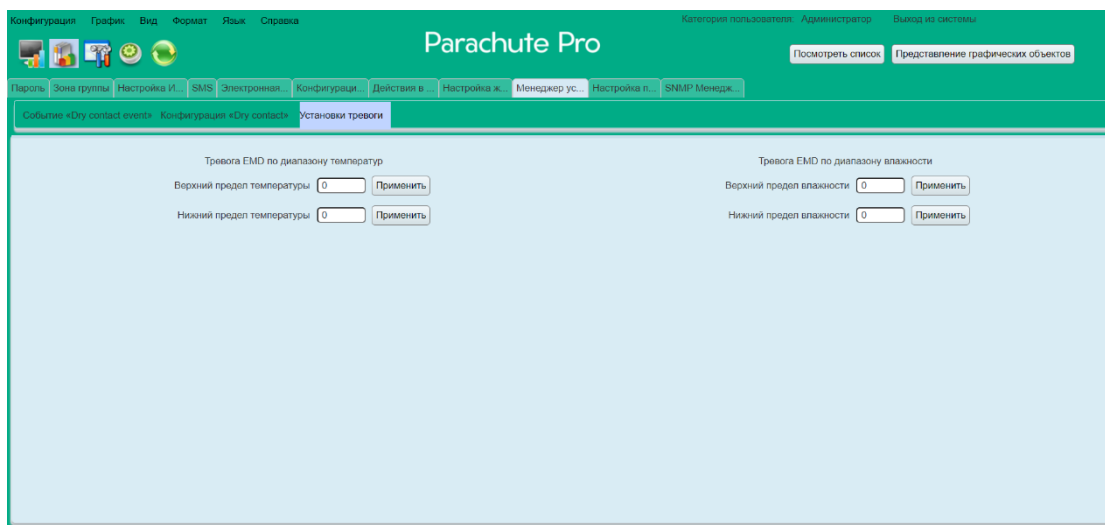 Конфигурация График Вид Формат Язык Справка Категория пользователя: Администратор Выход из системы
Parachute Pro
Посмотреть список Представление графических объектов
Пароль Зона группы Настройка И... SMS Электронная... Конфигураци... Действия в ... Настройка ж... Менеджер ус... Настройка п... SNMP Менедж...
Событие «Dry contact event» Конфигурация «Dry contact» Установки тревоги
Тревога EMD по диапазону температур Тревога EMD по диапазону влажности
Верхний предел температуры 0 Применить Верхний предел влажности 0 Применить
Нижний предел температуры 0 Применить Нижний предел влажности 0 Применить